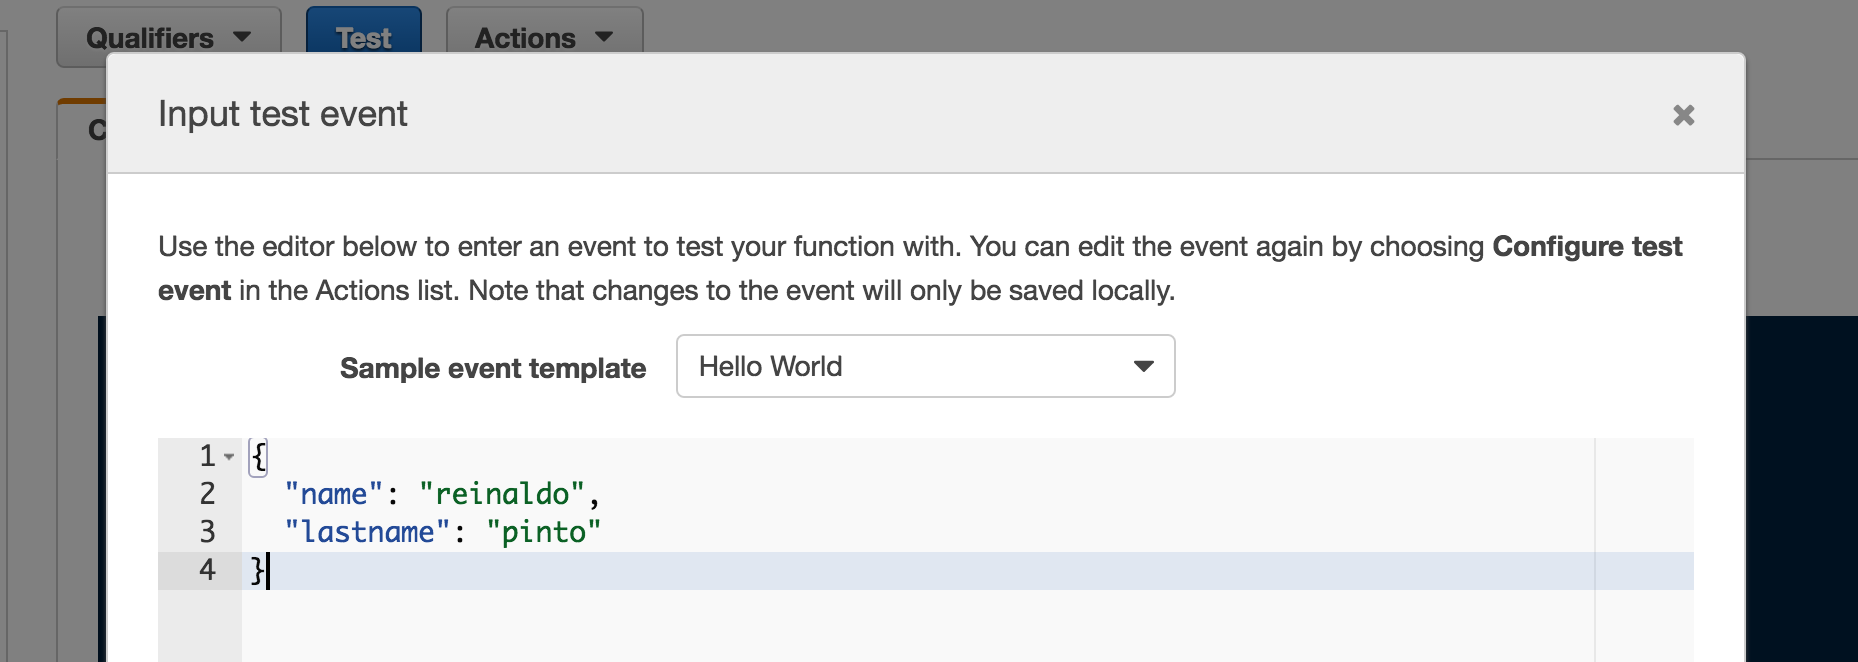 Qualifiers Test Actions
Input test event
C
Use the editor below to enter an event to test your function with. You can edit the event again by choosing Configure test
event in the Actions list. Note that changes to the event will only be saved locally.
Sample event template Hello World
1 {
2 "name": "reinaldo",
3 "lastname": "pinto"
4 }